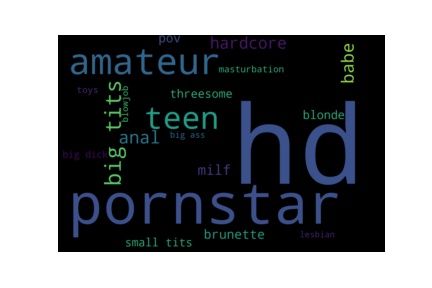 pov
hardcore
amateur
babe
masturbation
toys
big tits
blowjob
threesome
hd
teen
blonde
anal
big ass
big dick
milf
pornstar
brunette
lesbian
small tits